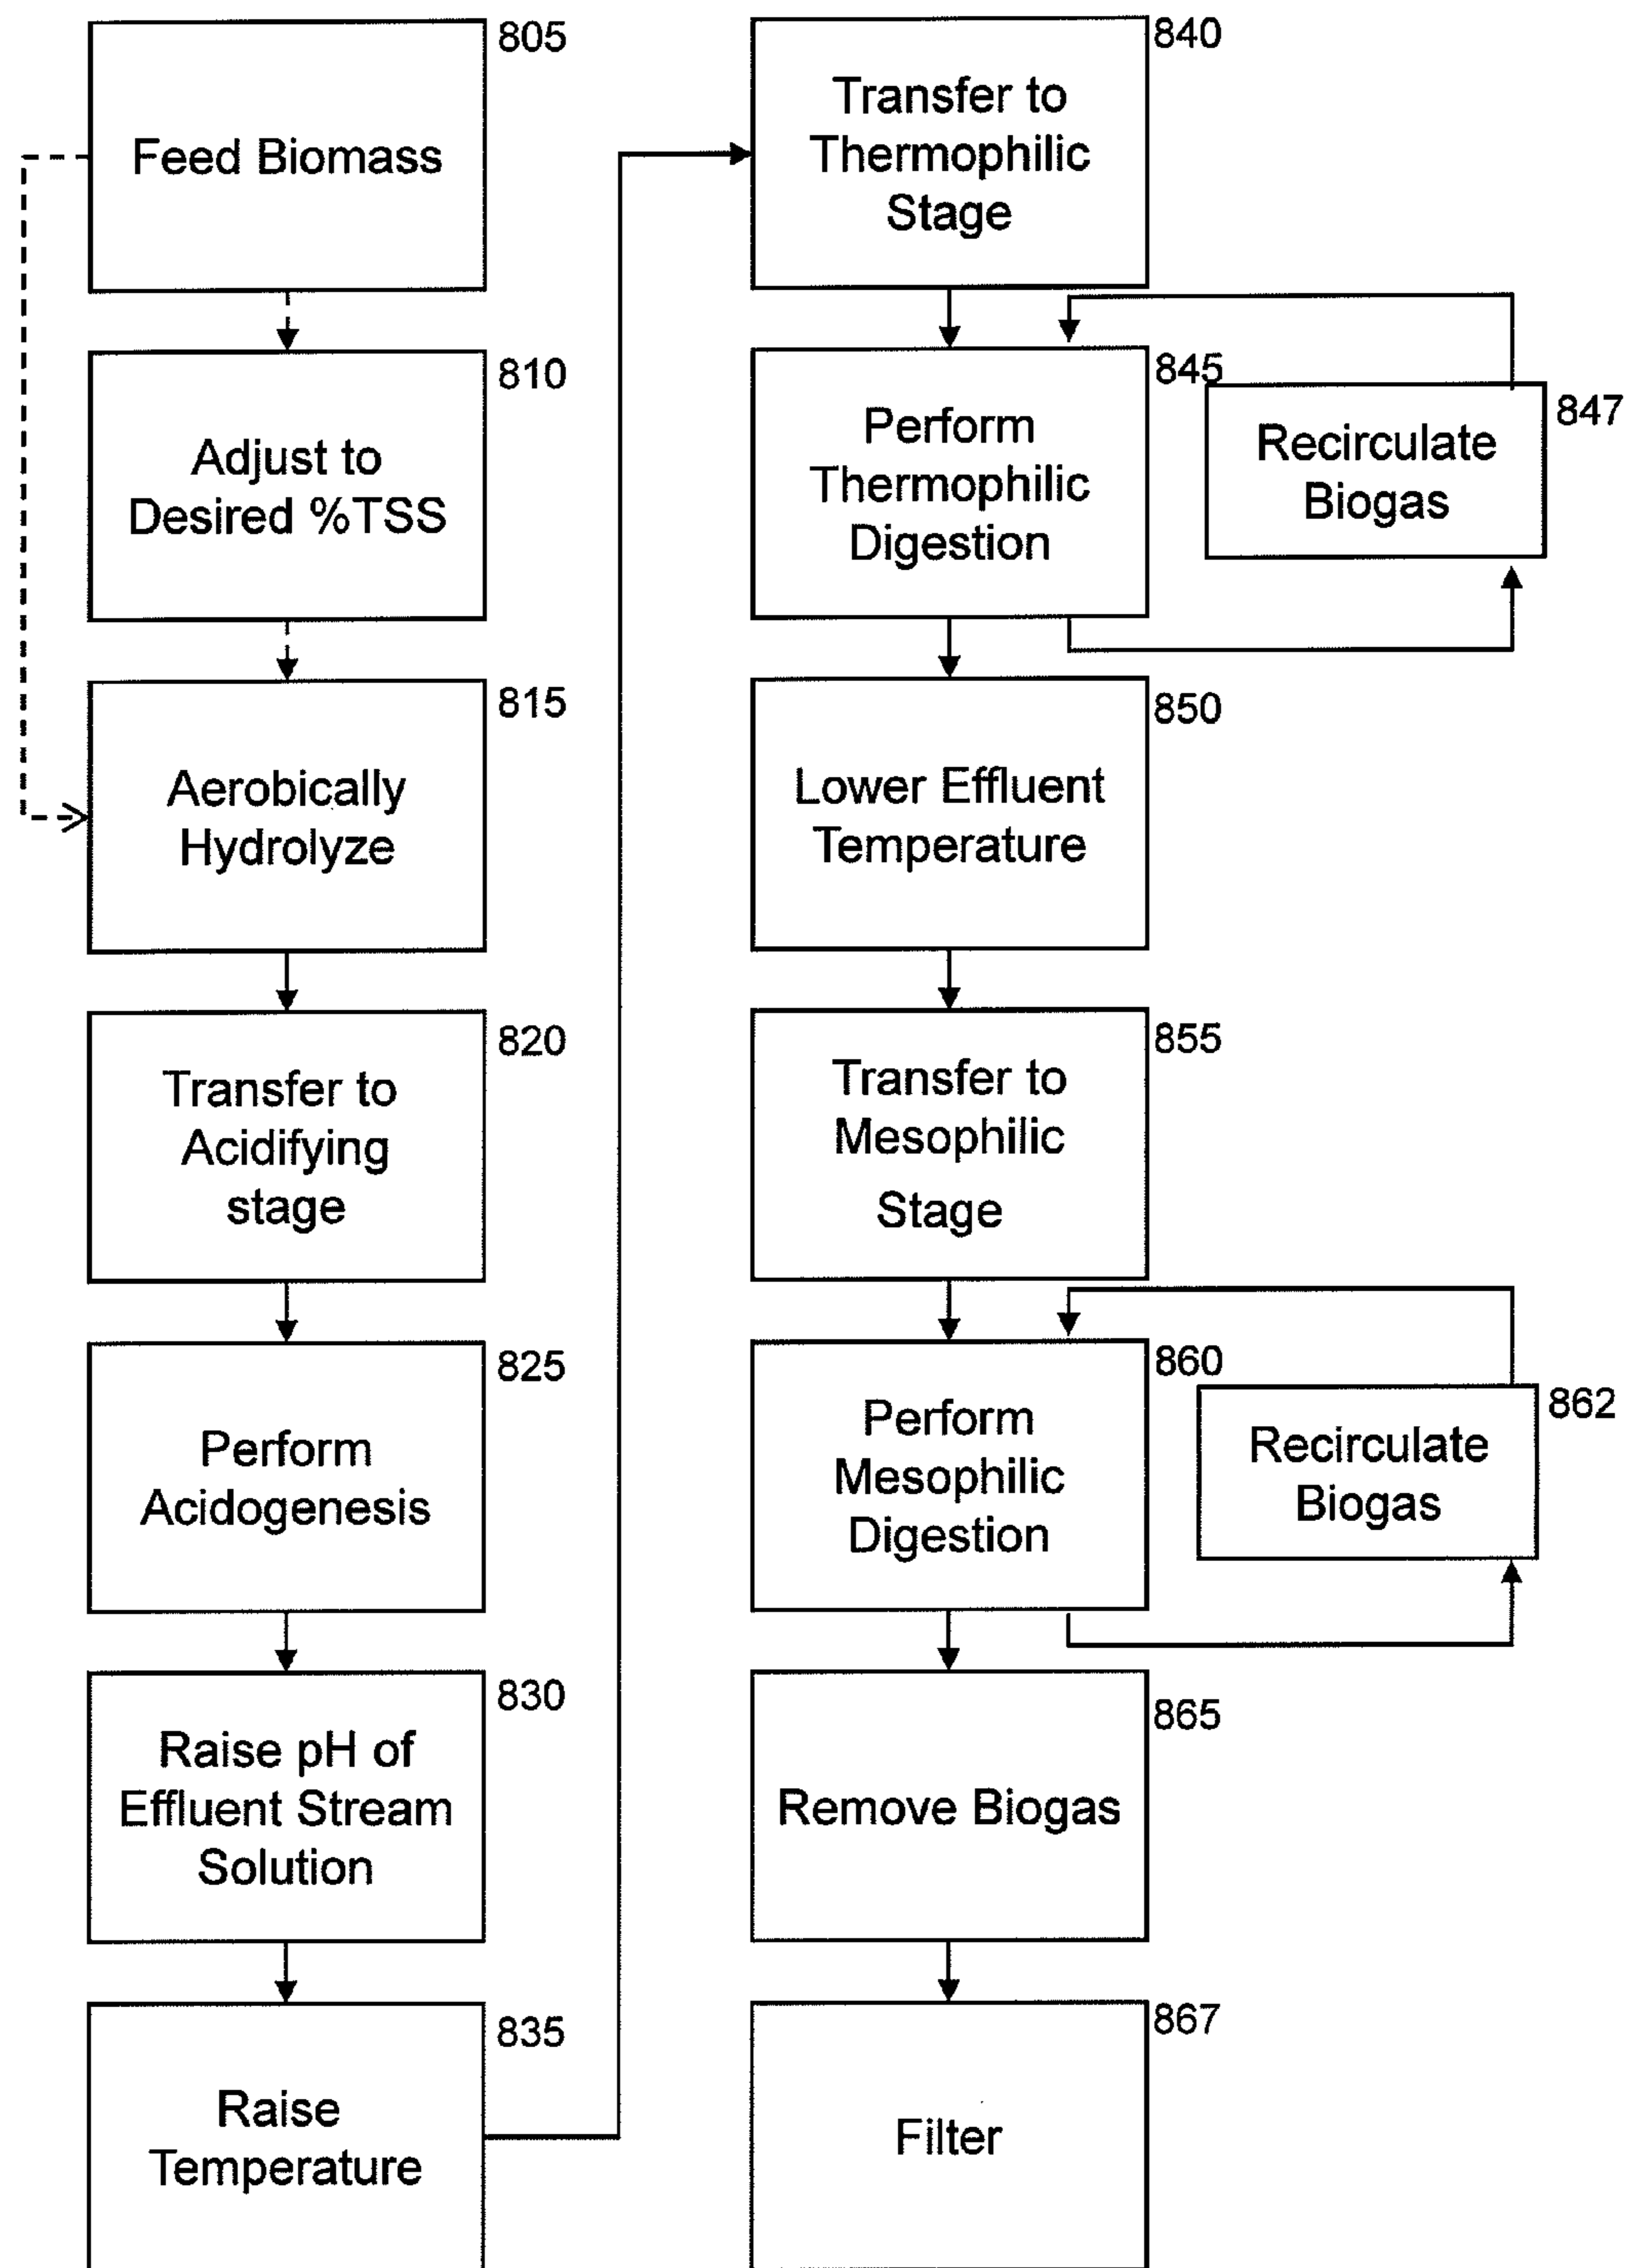 805
Feed Biomass
810
Adjust to
Desired %TSS
815
Aerobically
Hydrolyze
820
Transfer to
Acidifying
stage
825
Perform
Acidogenesis
830
Raise pH of
Effluent Stream
Solution
835
Raise
Temperature
840
Transfer to
Thermophilic
Stage
845
Perform
Thermophilic
Digestion
847
Recirculate
Biogas
850
Lower Effluent
Temperature
855
Transfer to
Mesophilic
Stage
860
Perform
Mesophilic
Digestion
862
Recirculate
Biogas
865
Remove Biogas
867
Filter